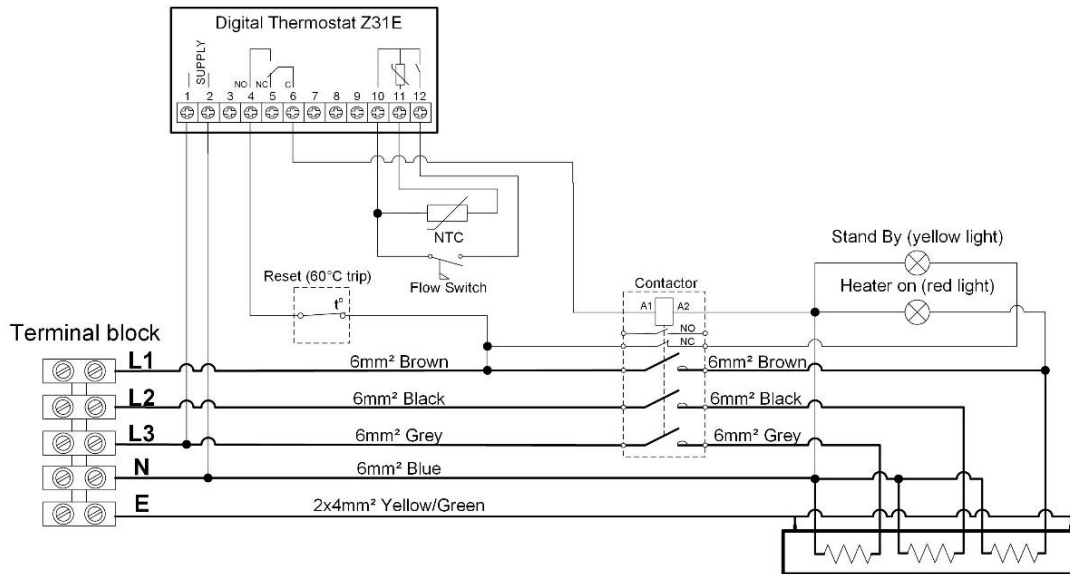 Digital Thermostat Z31E
SUPPLY
NO NC C
1 2 3 4 5 6 7 8 9 10 11 12
NTC
Flow Switch
Reset (60°C trip)
t°
Stand By (yellow light)
Heater on (red light)
Contactor
A1 A2
NO
NC
Terminal block
L1 6mm² Brown 6mm² Brown
L2 6mm² Black 6mm² Black
L3 6mm² Grey 6mm² Grey
N 6mm² Blue
E 2x4mm² Yellow/Green